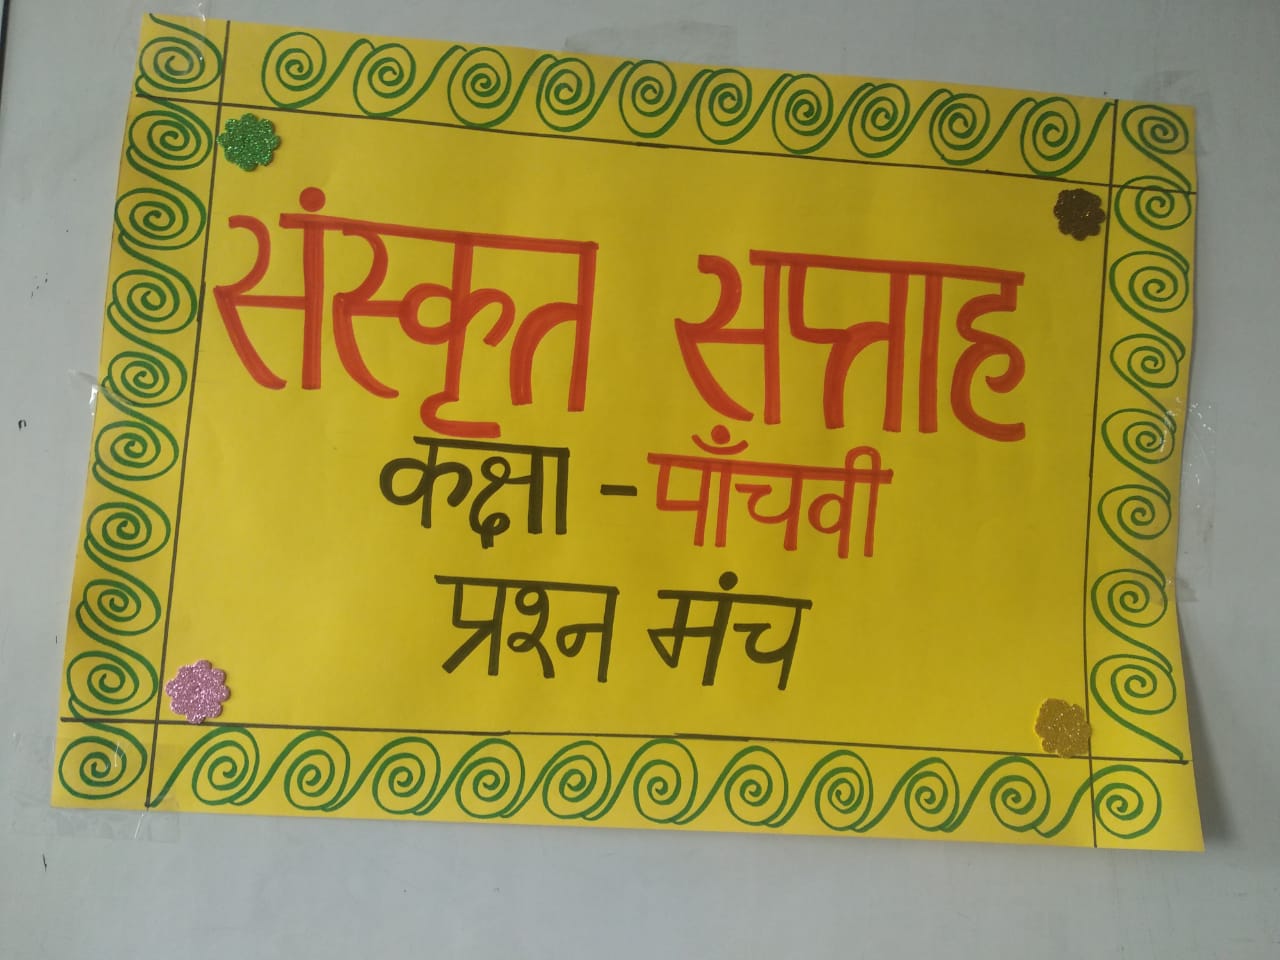 संस्कृत सप्ताह
कक्षा - पाँचवी
प्रश्न मंच